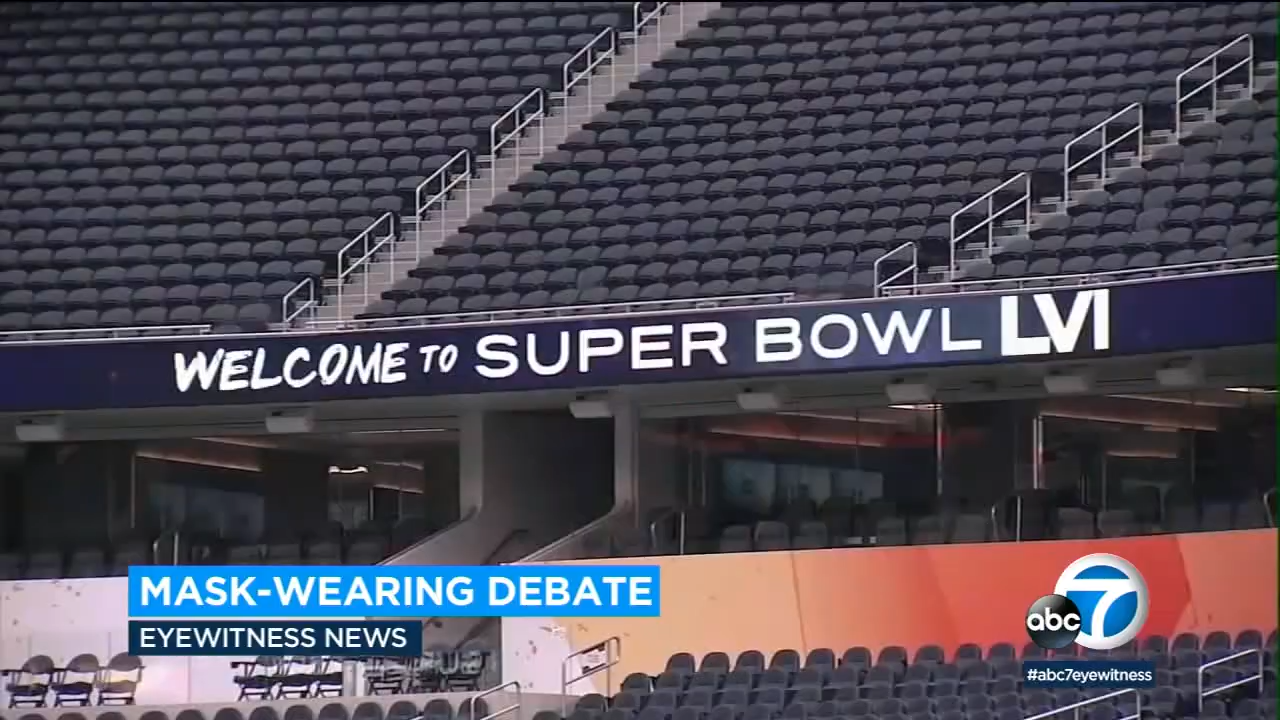 WELCOME TO SUPER BOWL LVI
MASK-WEARING DEBATE
EYEWITNESS NEWS
abc 7
#abc7eyewitness